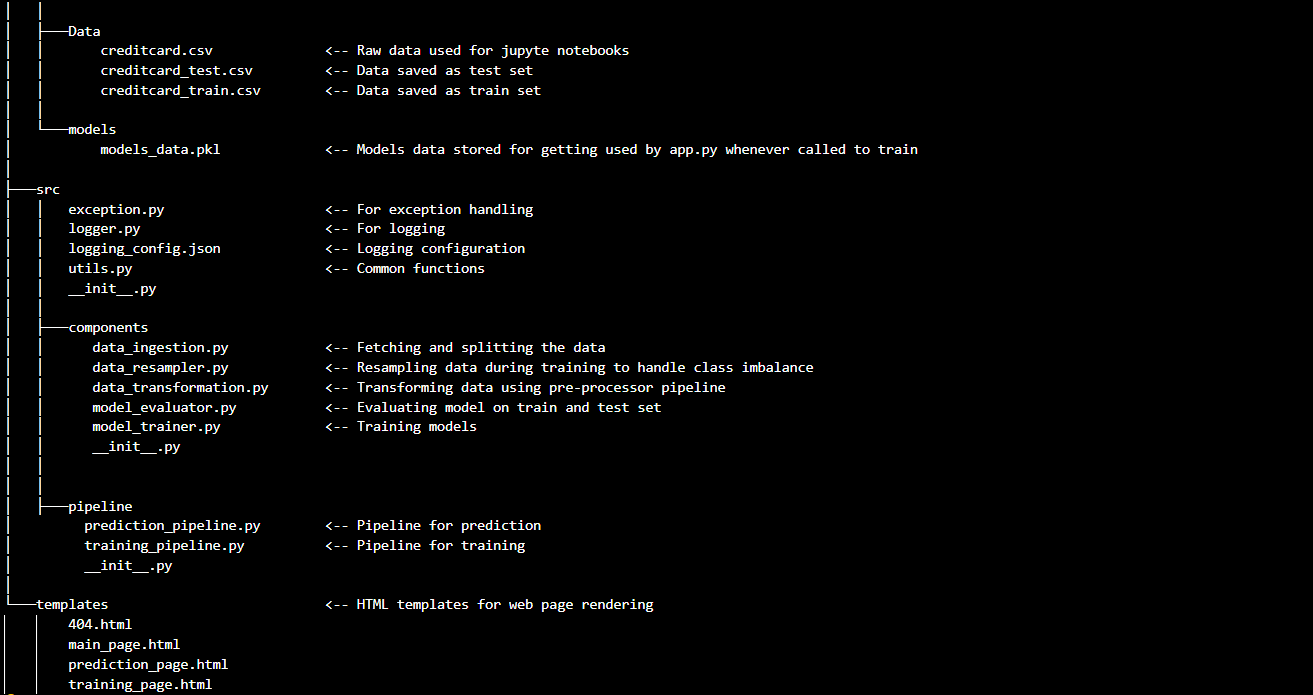 │   │
│   ├───Data
│   │       creditcard.csv              <-- Raw data used for jupyte notebooks
│   │       creditcard_test.csv         <-- Data saved as test set
│   │       creditcard_train.csv        <-- Data saved as train set
│   │
│   └───models
│           models_data.pkl             <-- Models data stored for getting used by app.py whenever called to train
│
├───src
│   │   exception.py                    <-- For exception handling
│   │   logger.py                       <-- For logging
│   │   logging_config.json             <-- Logging configuration
│   │   utils.py                        <-- Common functions
│   │   __init__.py
│   │
│   ├───components
│   │      data_ingestion.py            <-- Fetching and splitting the data
│   │      data_resampler.py            <-- Resampling data during training to handle class imbalance
│   │      data_transformation.py       <-- Transforming data using pre-processor pipeline
│   │      model_evaluator.py           <-- Evaluating model on train and test set
│   │      model_trainer.py             <-- Training models
│   │      __init__.py
│   │
│   │
│   ├───pipeline
│         prediction_pipeline.py        <-- Pipeline for prediction
│         training_pipeline.py          <-- Pipeline for training
│         __init__.py
│
└───templates                           <-- HTML templates for web page rendering
│   │   404.html
│   │   main_page.html
│   │   prediction_page.html
│   │   training_page.html